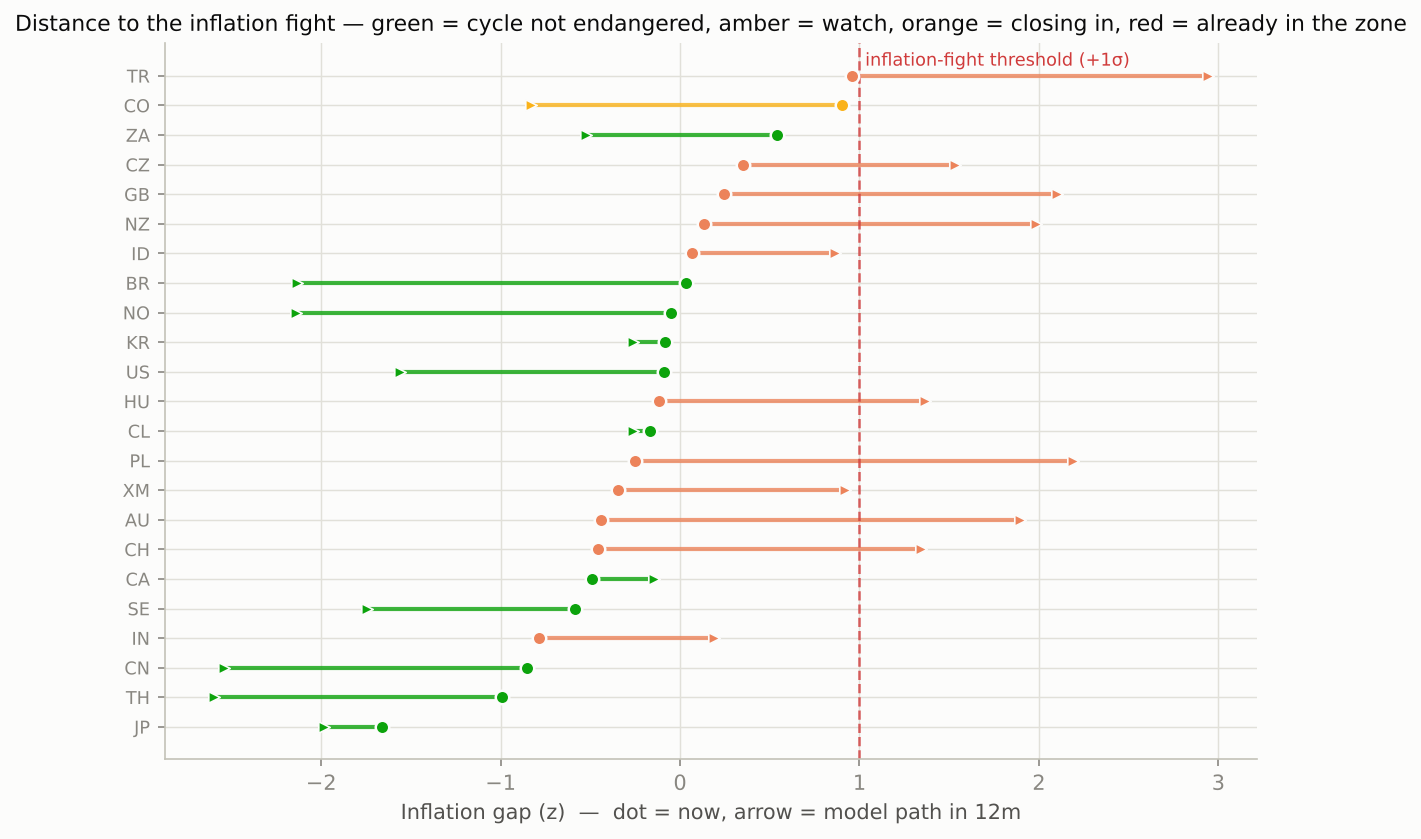 Distance to the inflation fight — green = cycle not endangered, amber = watch, orange = closing in, red = already in the zone
inflation-fight threshold (+1σ)
TR
CO
ZA
CZ
GB
NZ
ID
BR
NO
KR
US
HU
CL
PL
XM
AU
CH
CA
SE
IN
CN
TH
JP
−2 −1 0 1 2 3
Inflation gap (z) — dot = now, arrow = model path in 12m